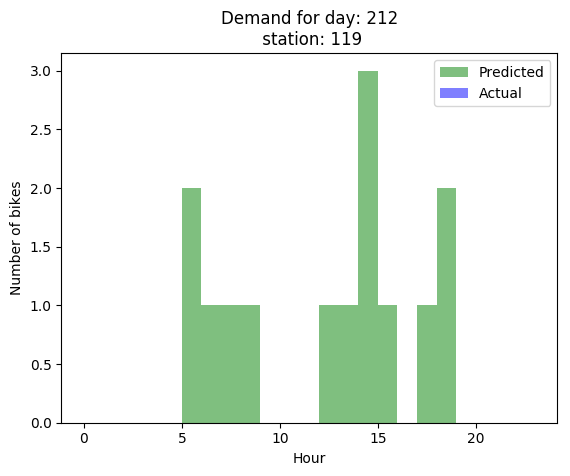 Demand for day: 212
station: 119
Predicted
Actual
3.0
2.5
2.0
1.5
1.0
0.5
0.0
Number of bikes
0 5 10 15 20
Hour